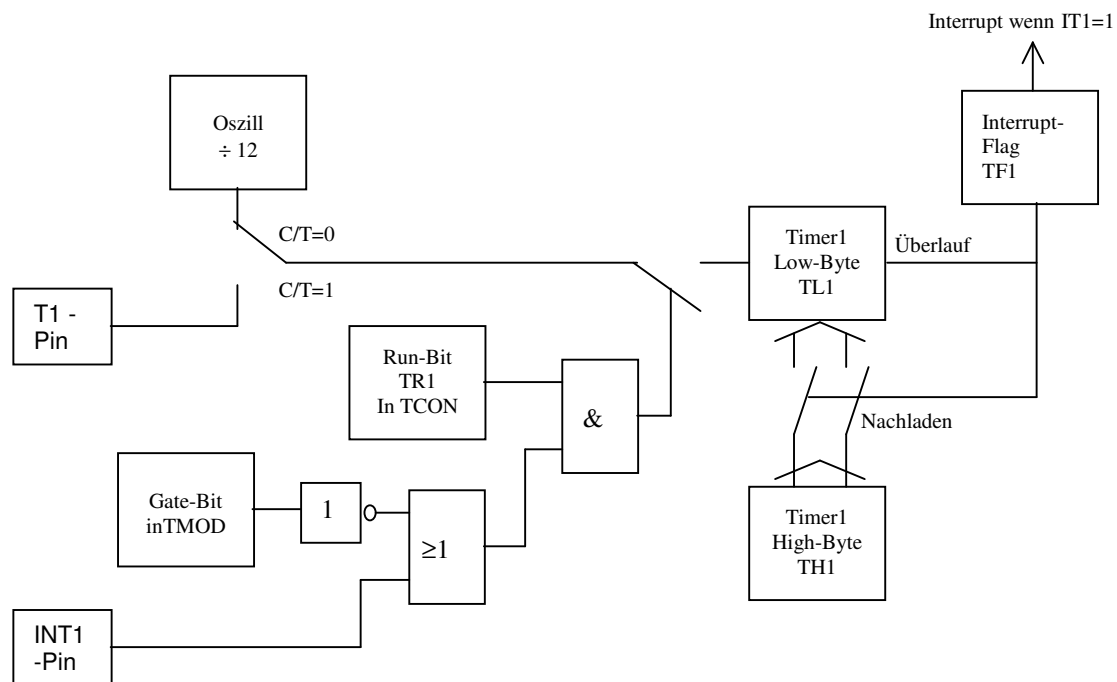 Interrupt wenn IT1=1
Oszill
÷ 12
Interrupt-
Flag
TF1
C/T=0
C/T=1
T1 -
Pin
Timer1
Low-Byte
TL1
Überlauf
Run-Bit
TR1
In TCON
&
Nachladen
Gate-Bit
inTMOD
1
≥1
Timer1
High-Byte
TH1
INT1
-Pin